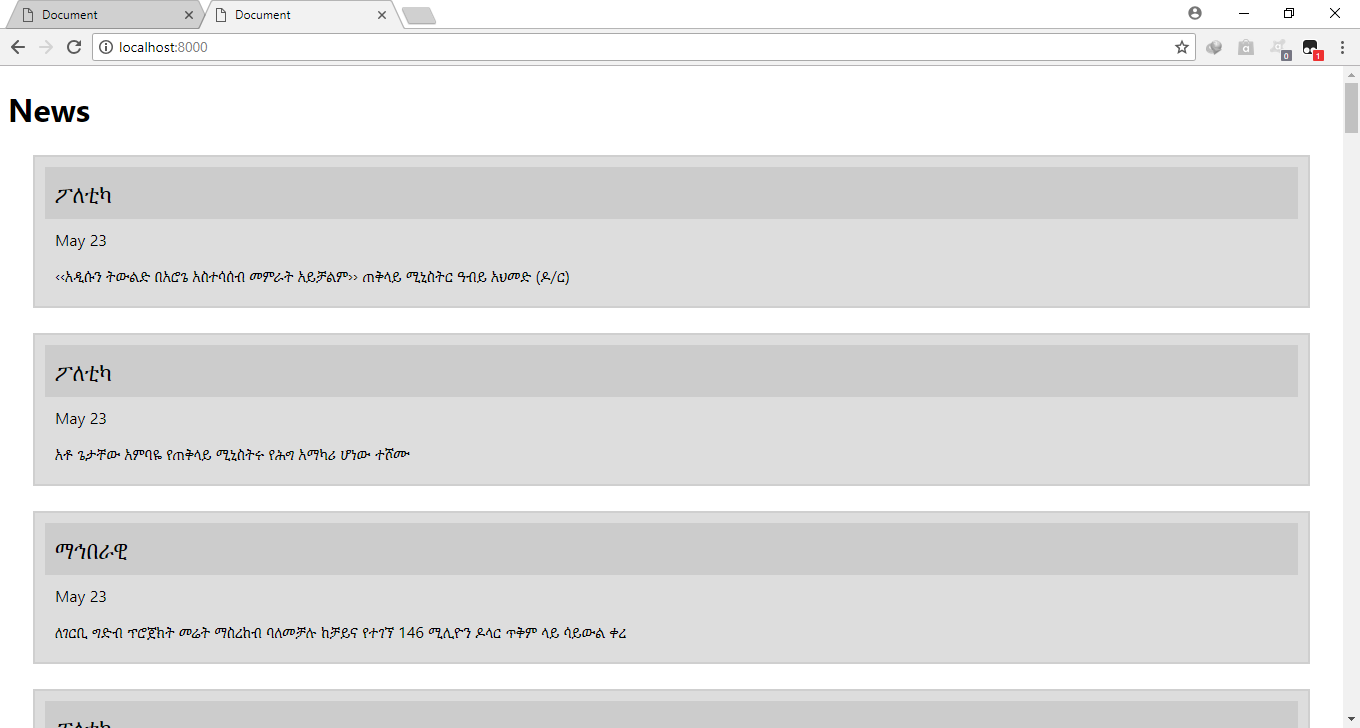 Document
Document
localhost:8000
0
1
News
ፖለቲካ
May 23
‹‹አዲሱን ትውልድ በአሮጌ አስተሳሰብ መምራት አይቻልም›› ጠቅላይ ሚኒስትር ዓብይ አህመድ (ዶ/ር)
ፖለቲካ
May 23
አቶ ጌታቸው አምባዬ የጠቅላይ ሚኒስትሩ የሕግ አማካሪ ሆነው ተሾሙ
ማኅበራዊ
May 23
ለገርቢ ግድብ ፕሮጀክት መሬት ማስረከብ ባለመቻሉ ከቻይና የተገኘ 146 ሚሊዮን ዶላር ጥቅም ላይ ሳይውል ቀረ
ፖለቲካ